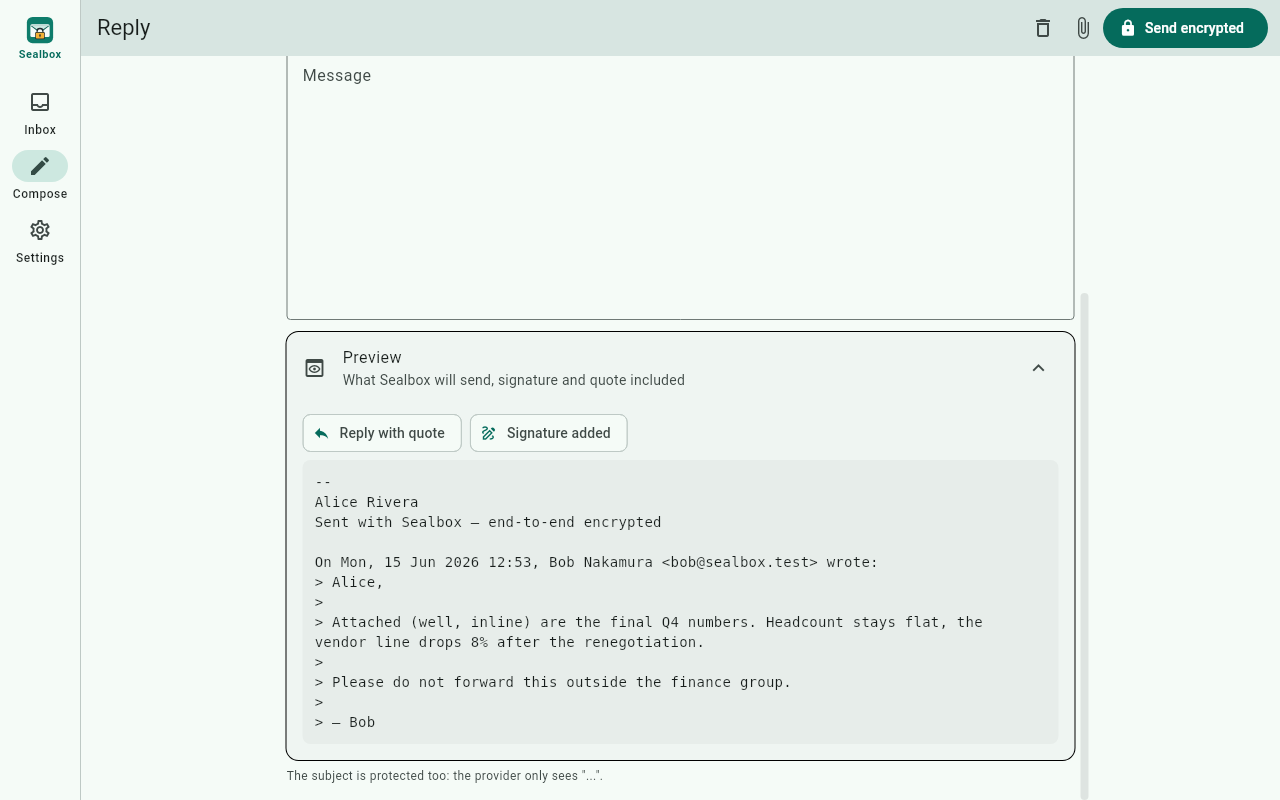 Reply
Send encrypted
Sealbox
Inbox
Compose
Settings
Message
Preview
What Sealbox will send, signature and quote included
Reply with quote
Signature added
--
Alice Rivera
Sent with Sealbox — end-to-end encrypted
On Mon, 15 Jun 2026 12:53, Bob Nakamura <bob@sealbox.test> wrote:
> Alice,
>
> Attached (well, inline) are the final Q4 numbers. Headcount stays flat, the
vendor line drops 8% after the renegotiation.
>
> Please do not forward this outside the finance group.
>
> — Bob
The subject is protected too: the provider only sees "...".